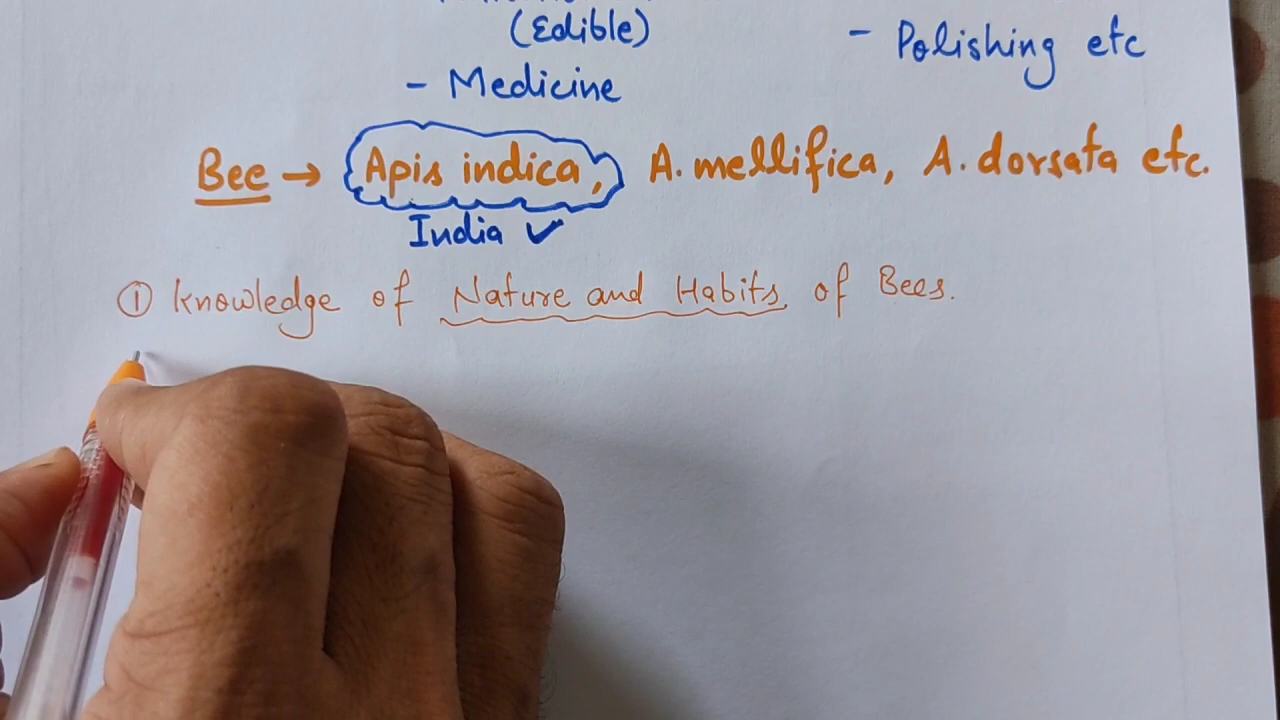 (Edible)
- Polishing etc
- Medicine
Bee → Apis indica, A. mellifica, A. dorsata etc.
India ✓
① Knowledge of Nature and Habits of Bees.